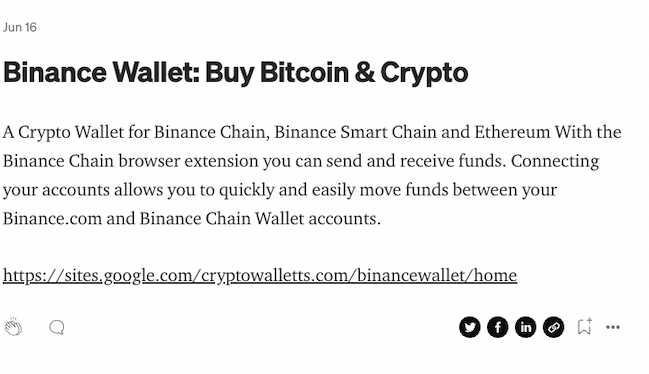 Jun 16
Binance Wallet: Buy Bitcoin & Crypto
A Crypto Wallet for Binance Chain, Binance Smart Chain and Ethereum With the
Binance Chain browser extension you can send and receive funds. Connecting
your accounts allows you to quickly and easily move funds between your
Binance.com and Binance Chain Wallet accounts.
https://sites.google.com/cryptowalletts.com/binancewallet/home